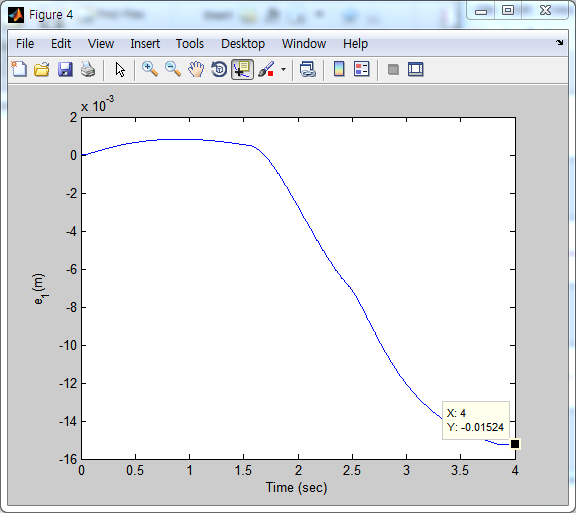 Figure 4
File Edit View Insert Tools Desktop Window Help
x 10^-3
2
0
-2
-4
-6
-8
-10
-12
-14
-16
e_1(m)
X: 4
Y: -0.01524
0 0.5 1 1.5 2 2.5 3 3.5 4
Time (sec)